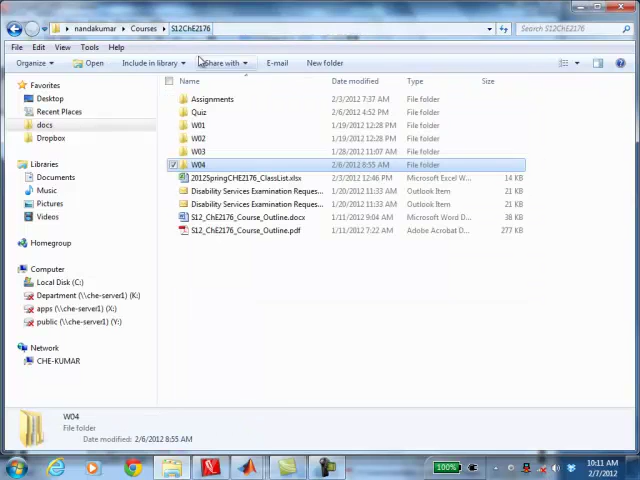 nandakumar Courses S12ChE2176 Search S12ChE2176
File Edit View Tools Help
Organize Open Include in library Share with E-mail New folder
Name Date modified Type Size
Favorites
Desktop
Recent Places
docs
Dropbox
Libraries
Documents
Music
Pictures
Videos
Homegroup
Computer
Local Disk (C:)
Department (\\che-server1) (K:)
apps (\\che-server1) (X:)
public (\\che-server1) (Y:)
Network
CHE-KUMAR
Assignments 2/3/2012 7:37 AM File folder
Quiz 2/6/2012 4:52 PM File folder
W01 1/19/2012 12:28 PM File folder
W02 1/19/2012 12:28 PM File folder
W03 1/28/2012 11:07 AM File folder
W04 2/6/2012 8:55 AM File folder
2012SpringCHE2176_ClassList.xlsx 2/3/2012 12:46 PM Microsoft Excel W... 14 KB
Disability Services Examination Reques... 1/20/2012 11:33 AM Outlook Item 21 KB
Disability Services Examination Reques... 1/20/2012 11:33 AM Outlook Item 21 KB
S12_ChE2176_Course_Outline.docx 1/11/2012 9:04 AM Microsoft Word D... 38 KB
S12_ChE2176_Course_Outline.pdf 1/11/2012 7:22 AM Adobe Acrobat D... 277 KB
W04
File folder
Date modified: 2/6/2012 8:55 AM
100%
10:11 AM
2/7/2012